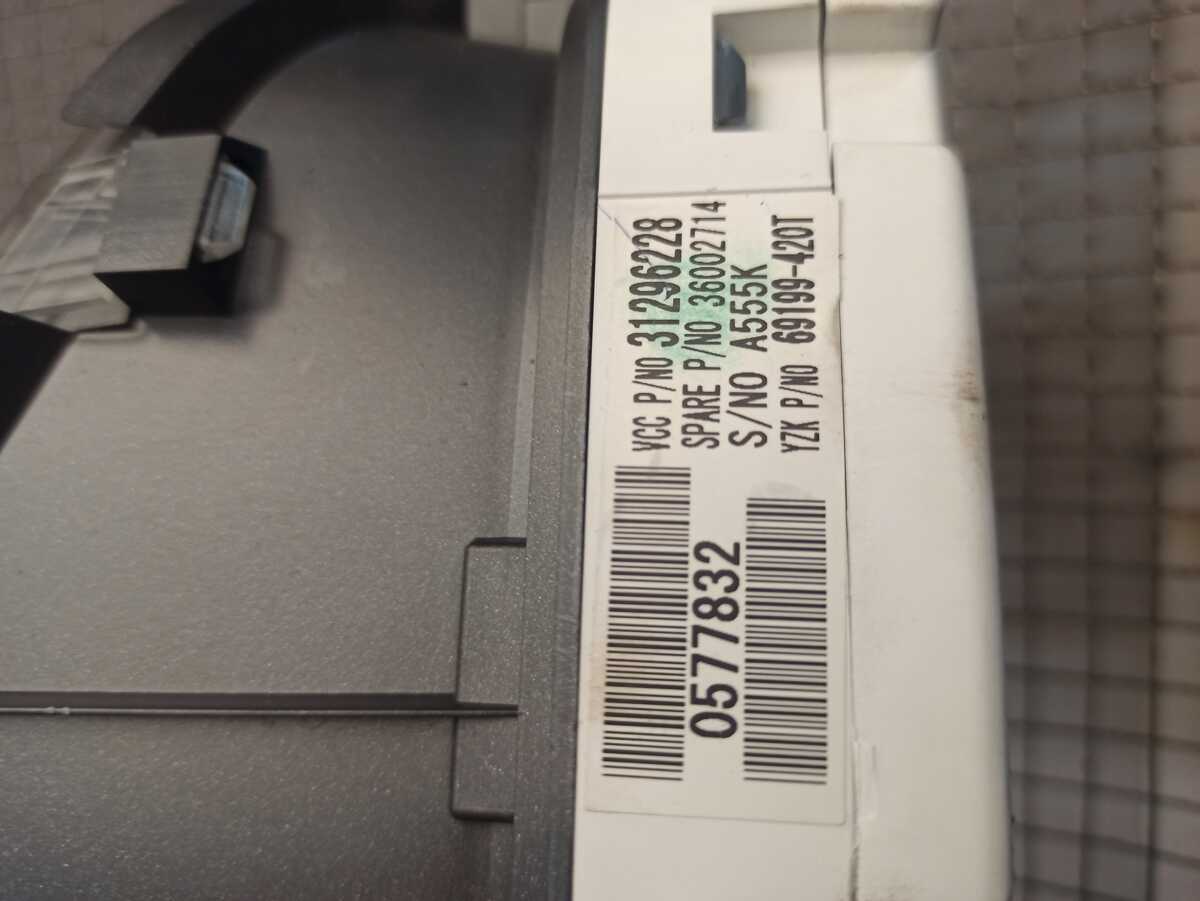 VCC P/NO 31296228
SPARE P/NO 36002714
S/NO A555K
YZK P/NO 69199-420T
0577832